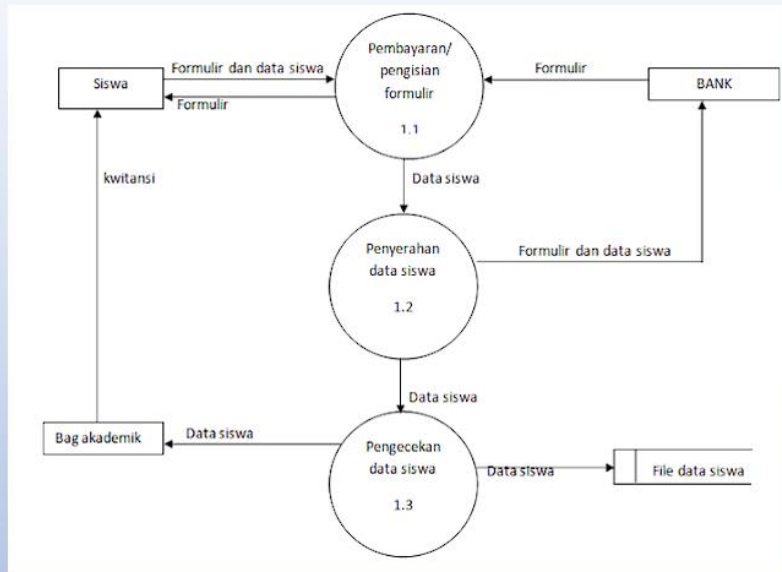 Siswa
Formulir dan data siswa
Formulir
Pembayaran/
pengisian
formulir
1.1
Formulir
BANK
kwitansi
Data siswa
Penyerahan
data siswa
1.2
Formulir dan data siswa
Data siswa
Bag akademik
Data siswa
Pengecekan
data siswa
1.3
Data siswa
File data siswa